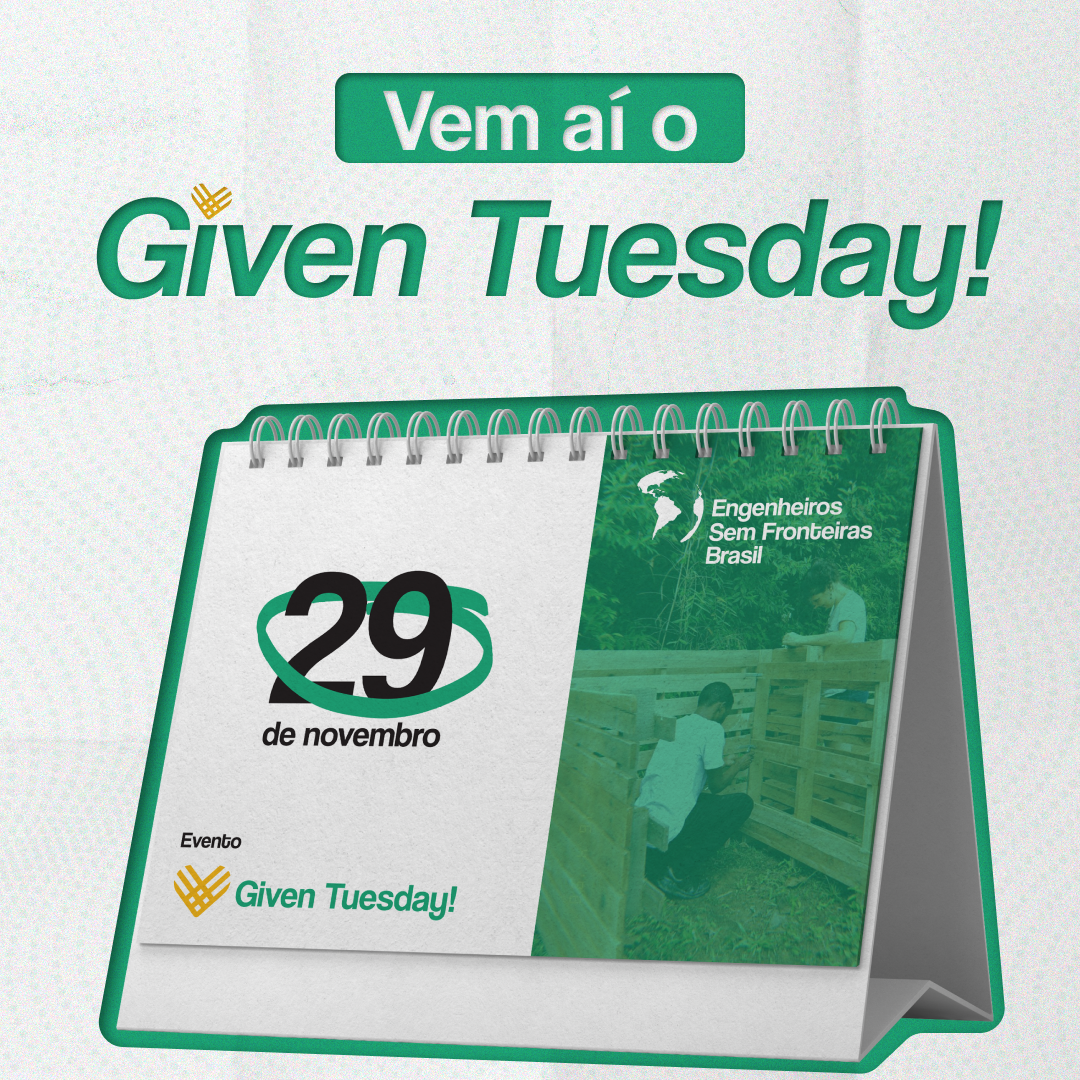 Vem aí o
Given Tuesday!
Engenheiros
Sem Fronteiras
Brasil
29
de novembro
Evento
Given Tuesday!